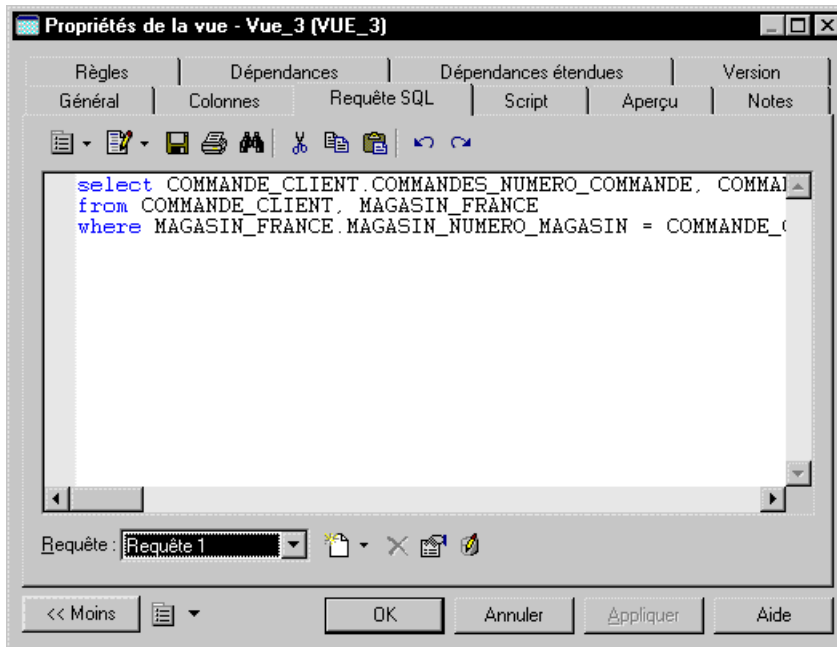 Propriétés de la vue - Vue_3 (VUE_3)
Règles Dépendances Dépendances étendues Version
Général Colonnes Requête SQL Script Aperçu Notes
select COMMANDE_CLIENT.COMMANDES_NUMERO_COMMANDE,
from COMMANDE_CLIENT, MAGASIN_FRANCE
where MAGASIN_FRANCE.MAGASIN_NUMERO_MAGASIN =
Requête : Requête 1
<< Moins OK Annuler Appliquer Aide